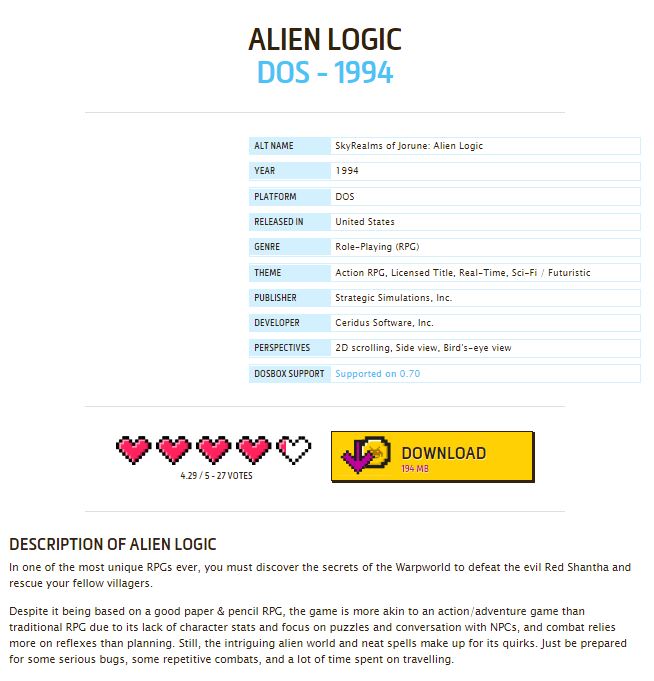 ALIEN LOGIC
DOS - 1994
ALT NAME SkyRealms of Jorune: Alien Logic
YEAR 1994
PLATFORM DOS
RELEASED IN United States
GENRE Role-Playing (RPG)
THEME Action RPG, Licensed Title, Real-Time, Sci-Fi / Futuristic
PUBLISHER Strategic Simulations, Inc.
DEVELOPER Ceridus Software, Inc.
PERSPECTIVES 2D scrolling, Side view, Bird's-eye view
DOSBOX SUPPORT Supported on 0.70
4.29 / 5 - 27 VOTES
DOWNLOAD
194 MB
DESCRIPTION OF ALIEN LOGIC
In one of the most unique RPGs ever, you must discover the secrets of the Warpworld to defeat the evil Red Shantha and
rescue your fellow villagers.
Despite it being based on a good paper & pencil RPG, the game is more akin to an action/adventure game than
traditional RPG due to its lack of character stats and focus on puzzles and conversation with NPCs, and combat relies
more on reflexes than planning. Still, the intriguing alien world and neat spells make up for its quirks. Just be prepared
for some serious bugs, some repetitive combats, and a lot of time spent on travelling.